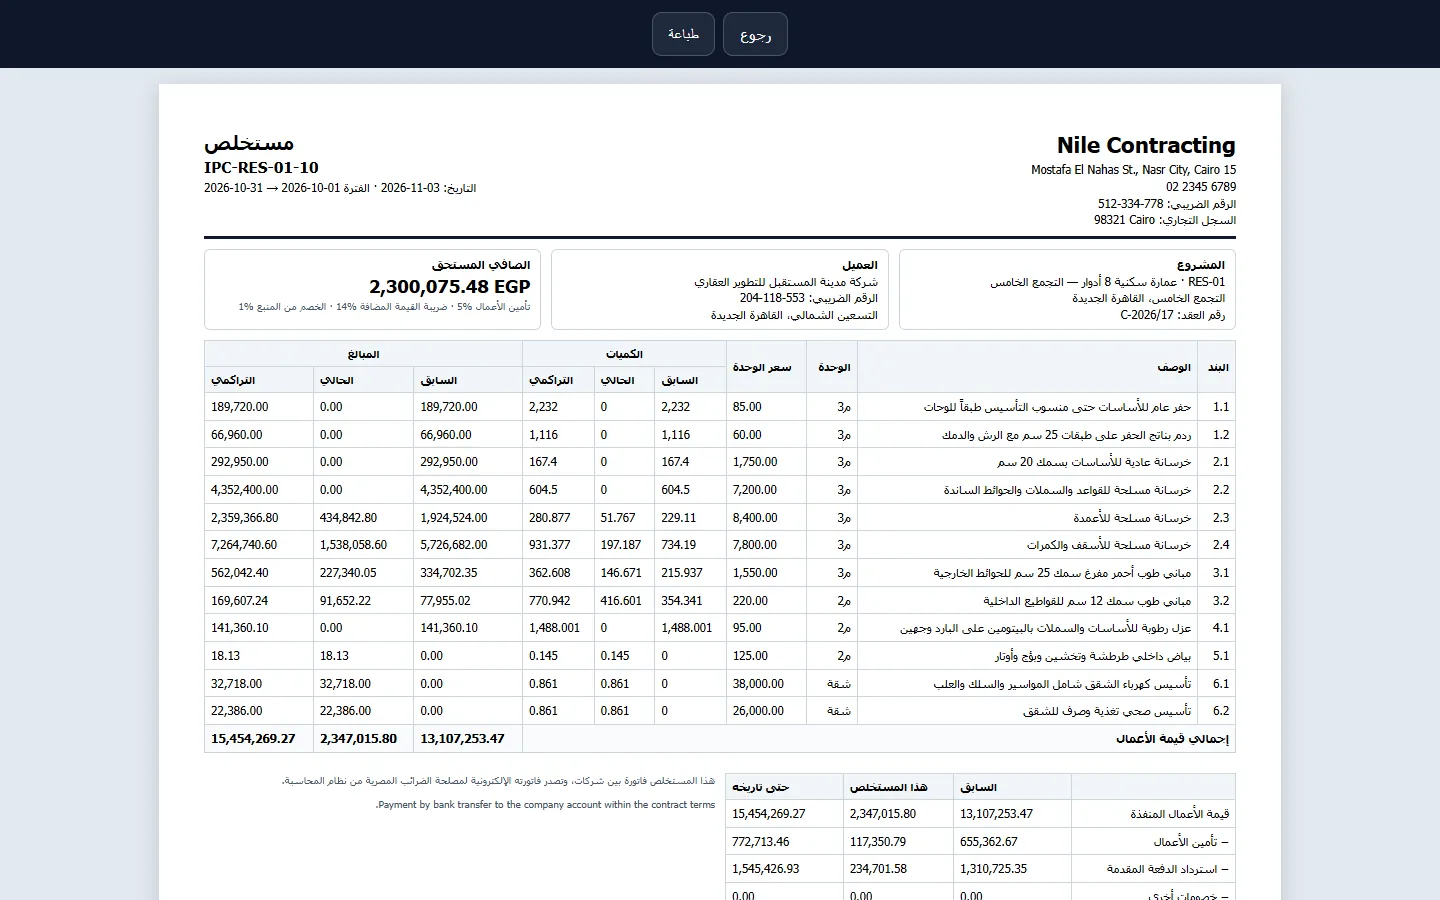 رجوع
طباعة
Nile Contracting
Mostafa El Nahas St., Nasr City, Cairo 15
02 2345 6789
الرقم الضريبي: 778-334-512
السجل التجاري: 98321 Cairo
مستخلص
IPC-RES-01-10
التاريخ: 2026-11-03 · الفترة 2026-10-01 → 2026-10-31
المشروع
RES-01 · عمارة سكنية 8 أدوار — التجمع الخامس
التجمع الخامس، القاهرة الجديدة
رقم العقد: C-2026/17
العميل
شركة مدينة المستقبل للتطوير العقاري
الرقم الضريبي: 553-118-204
التسعين الشمالي، القاهرة الجديدة
الصافي المستحق
2,300,075.48 EGP
تأمين الأعمال 5% · ضريبة القيمة المضافة 14% · الخصم من المنبع 1%
البند الوصف الوحدة سعر الوحدة الكميات المبالغ
السابق الحالي التراكمي السابق الحالي التراكمي
1.1 حفر عام للأساسات حتى منسوب التأسيس طبقاً للوحات م3 85.00 2,232 0 2,232 189,720.00 0.00 189,720.00
1.2 ردم بناتج الحفر على طبقات 25 سم مع الرش والدمك م3 60.00 1,116 0 1,116 66,960.00 0.00 66,960.00
2.1 خرسانة عادية للأساسات بسمك 20 سم م3 1,750.00 167.4 0 167.4 292,950.00 0.00 292,950.00
2.2 خرسانة مسلحة للقواعد والسملات والحوائط الساندة م3 7,200.00 604.5 0 604.5 4,352,400.00 0.00 4,352,400.00
2.3 خرسانة مسلحة للأعمدة م3 8,400.00 229.11 51.767 280.877 1,924,524.00 434,842.80 2,359,366.80
2.4 خرسانة مسلحة للأسقف والكمرات م3 7,800.00 734.19 197.187 931.377 5,726,682.00 1,538,058.60 7,264,740.60
3.1 مباني طوب أحمر مفرغ سمك 25 سم للحوائط الخارجية م3 1,550.00 215.937 146.671 362.608 334,702.35 227,340.05 562,042.40
3.2 مباني طوب سمك 12 سم للقواطيع الداخلية م2 220.00 354.341 416.601 770.942 77,955.02 91,652.22 169,607.24
4.1 عزل رطوبة للأساسات والسملات بالبيتومين على البارد وجهين م2 95.00 1,488.001 0 1,488.001 141,360.10 0.00 141,360.10
5.1 بياض داخلي طرطشة وتخشين وبؤج وأوتار م2 125.00 0 0.145 0.145 0.00 18.13 18.13
6.1 تأسيس كهرباء الشقق شامل المواسير والسلك والعلب شقة 38,000.00 0 0.861 0.861 0.00 32,718.00 32,718.00
6.2 تأسيس صحي تغذية وصرف للشقق شقة 26,000.00 0 0.861 0.861 0.00 22,386.00 22,386.00
إجمالي قيمة الأعمال 13,107,253.47 2,347,015.80 15,454,269.27
السابق هذا المستخلص حتى تاريخه
قيمة الأعمال المنفذة 13,107,253.47 2,347,015.80 15,454,269.27
− تأمين الأعمال 655,362.67 117,350.79 772,713.46
− استرداد الدفعة المقدمة 1,310,725.35 234,701.58 1,545,426.93
− خصومات أخرى 0.00 0.00 0.00
هذا المستخلص فاتورة بين شركات، وتصدر فاتورته الإلكترونية لمصلحة الضرائب المصرية من نظام المحاسبة.
Payment by bank transfer to the company account within the contract terms.